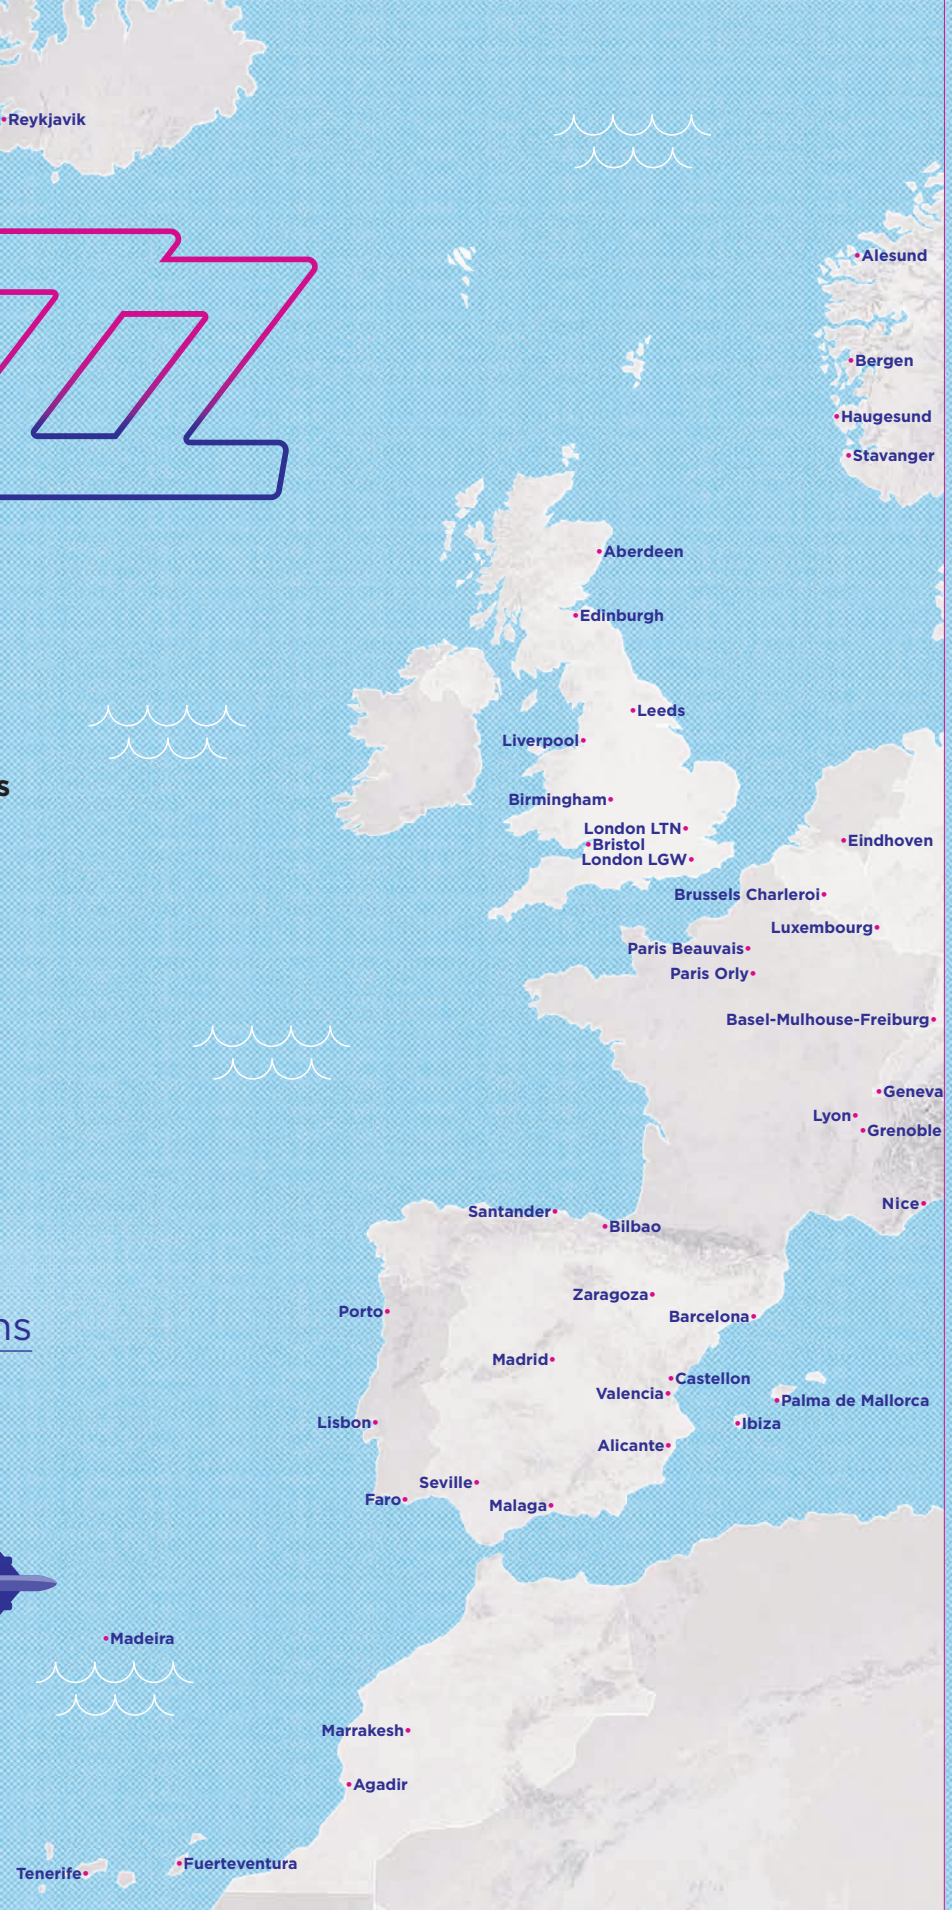 Reykjavik
Alesund
Bergen
Haugesund
Stavanger
Aberdeen
Edinburgh
Leeds
Liverpool
s
Birmingham
London LTN
Eindhoven
Bristol
London LGW
Brussels Charleroi
Luxembourg
Paris Beauvais
Paris Orly
Basel-Mulhouse-Freiburg
Geneva
Lyon
Grenoble
Nice
Santander
Bilbao
Zaragoza
Porto
Barcelona
ns
Madrid
Castellon
Valencia
Palma de Mallorca
Lisbon
Ibiza
Alicante
Seville
Faro
Malaga
Madeira
Marrakesh
Agadir
Fuerteventura
Tenerife